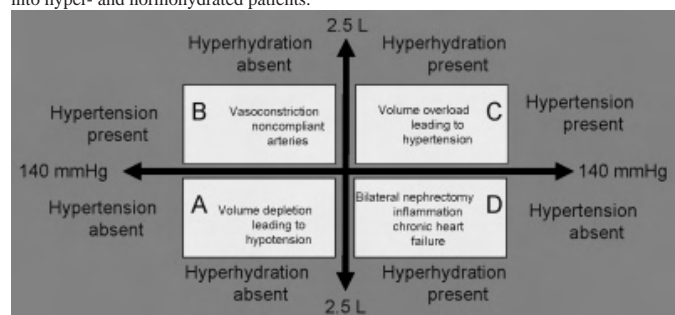 into hyper- and normohydrated patients.
2.5 L
Hyperhydration
absent
Hyperhydration
present
Hypertension
present
B
Vasoconstriction
noncompliant
arteries
Volume overload
leading to
hypertension
C
Hypertension
present
140 mmHg
140 mmHg
Hypertension
absent
A
Volume depletion
leading to
hypotension
Bilateral nephrectomy
inflammation
chronic heart
failure
D
Hypertension
absent
Hyperhydration
absent
Hyperhydration
present
2.5 L